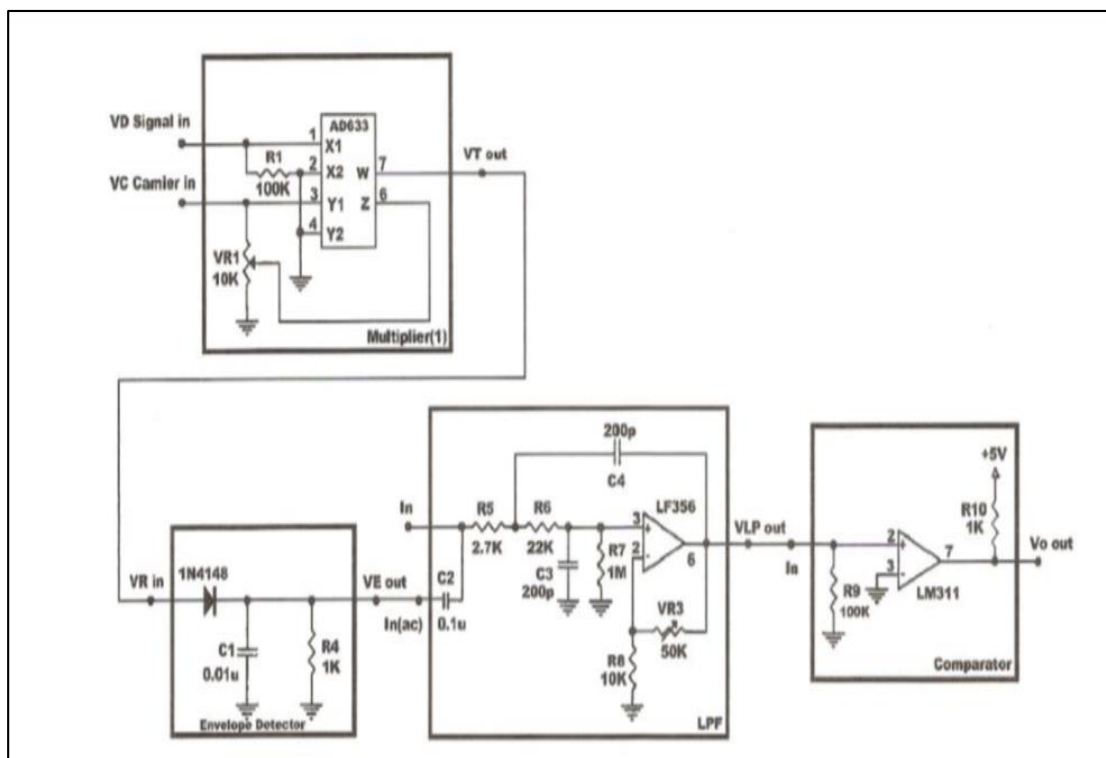 VD Signal in
VC Camier in
R1
100K
VR1
10K
AD633
1
X1
2
X2
3
Y1
4
Y2
W
7
Z
6
VT out
Multiplier(1)
VR in
1N4148
C1
0.01u
R4
1K
VE out
In(ac)
Envelope Detector
In
C2
0.1u
R5
2.7K
R6
22K
200p
C4
C3
200p
R7
1M
LF356
3
+
2
-
6
VR3
50K
R8
10K
LPF
VLP out
In
R9
100K
+5V
R10
1K
2
+
3
-
7
LM311
Vo out
Comparator